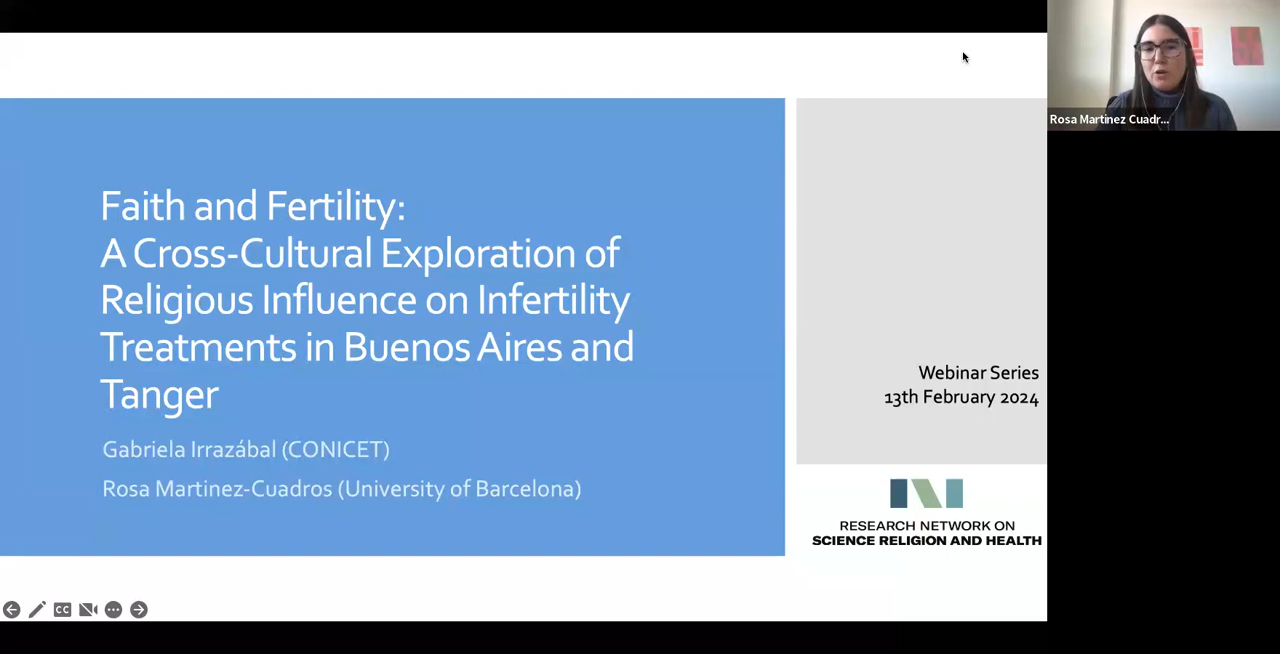 Faith and Fertility:
A Cross-Cultural Exploration of
Religious Influence on Infertility
Treatments in Buenos Aires and
Tanger
Gabriela Irrazábal (CONICET)
Rosa Martinez-Cuadros (University of Barcelona)
Webinar Series
13th February 2024
RESEARCH NETWORK ON
SCIENCE RELIGION AND HEALTH
Rosa Martinez Cuadr...
CC